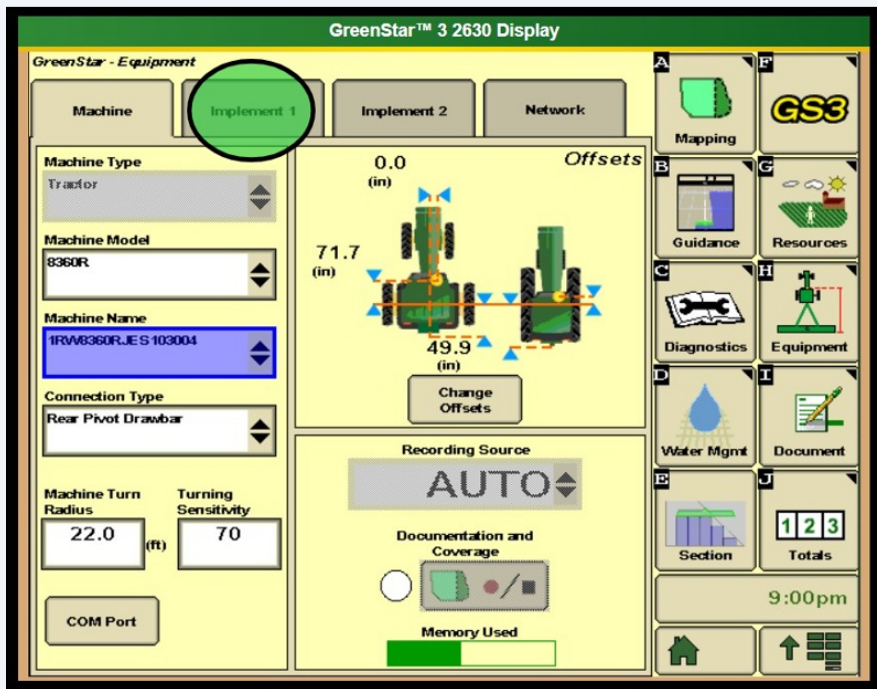 GreenStar™ 3 2630 Display
GreenStar - Equipment
Machine
Implement 1
Implement 2
Network
Machine Type
Tractor
Machine Model
8360R
Machine Name
1RW8360RJES103004
Connection Type
Rear Pivot Drawbar
Machine Turn
Radius
22.0
(ft)
Turning
Sensitivity
70
COM Port
Offsets
0.0
(in)
71.7
(in)
49.9
(in)
Change
Offsets
Recording Source
AUTO
Documentation and
Coverage
Memory Used
A
Mapping
F
GS3
B
Guidance
G
Resources
C
Diagnostics
H
Equipment
D
Water Mgmt
I
Document
E
Section
J
1 2 3
Totals
9:00pm